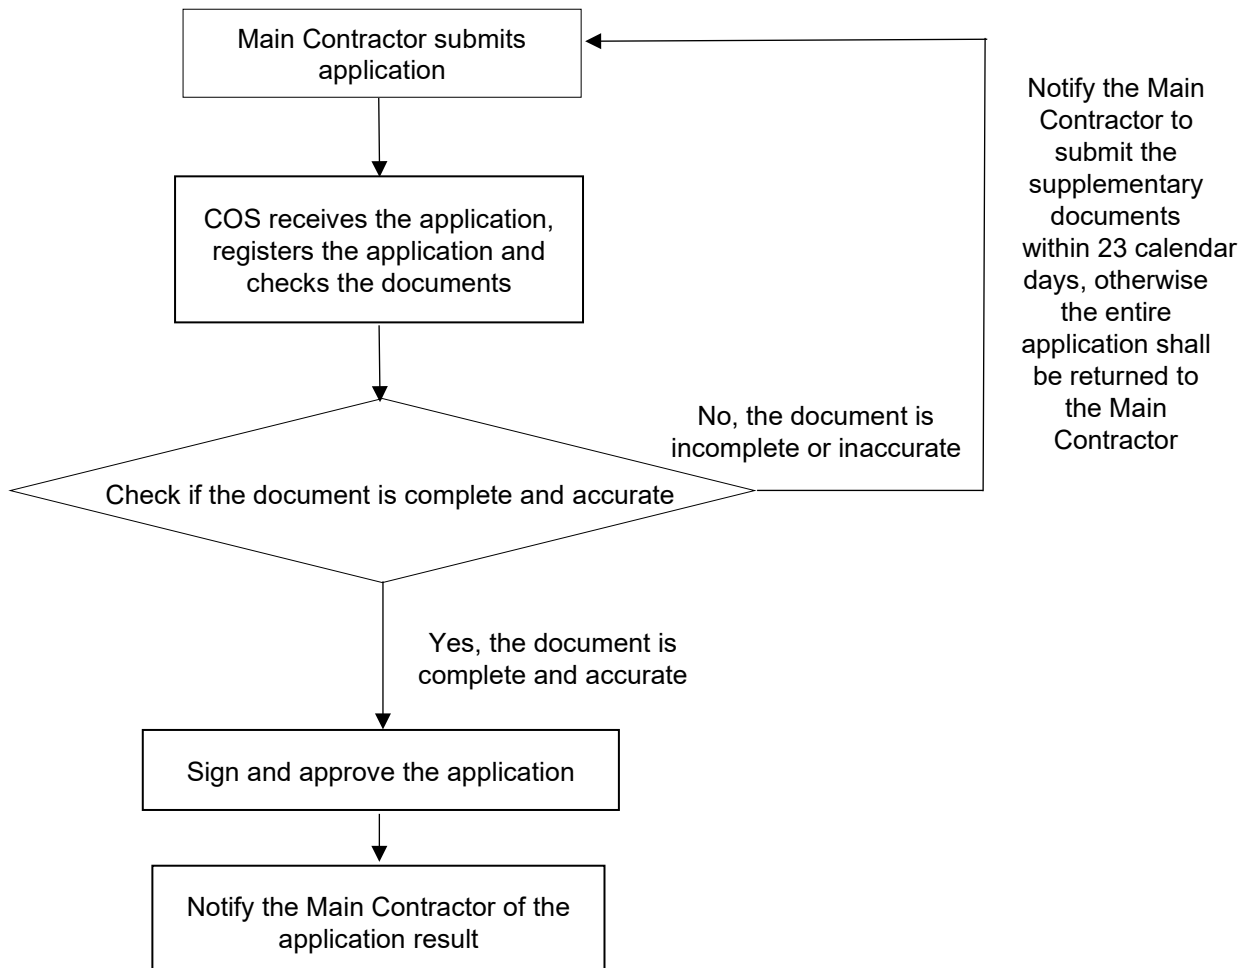 Main Contractor submits
application
COS receives the application,
registers the application and
checks the documents
Check if the document is complete and accurate
No, the document is
incomplete or inaccurate
Notify the Main
Contractor to
submit the
supplementary
documents
within 23 calendar
days, otherwise
the entire
application shall
be returned to
the Main
Contractor
Yes, the document is
complete and accurate
Sign and approve the application
Notify the Main Contractor of the
application result